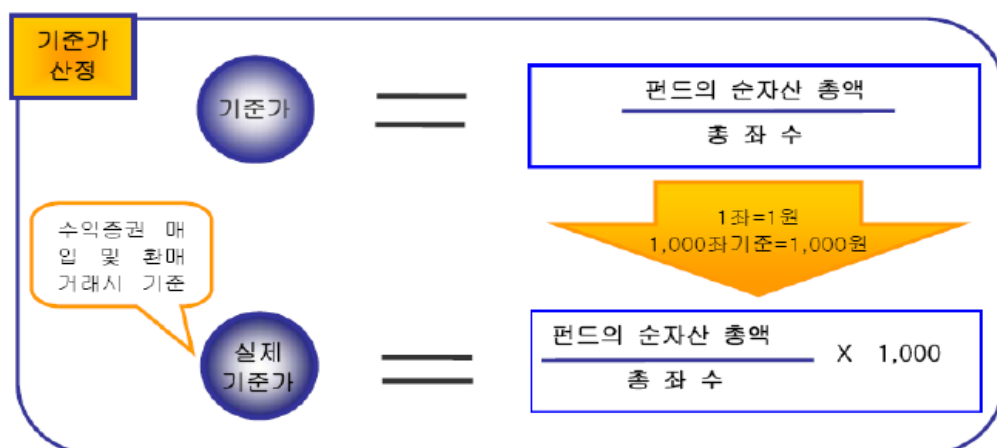 기준가
산정
기준가
펀드의 순자산 총액
총 좌 수
1좌=1원
1,000좌기준=1,000원
수익증권 매
입 및 환매
거래시 기준
실제
기준가
펀드의 순자산 총액
총 좌 수
X 1,000